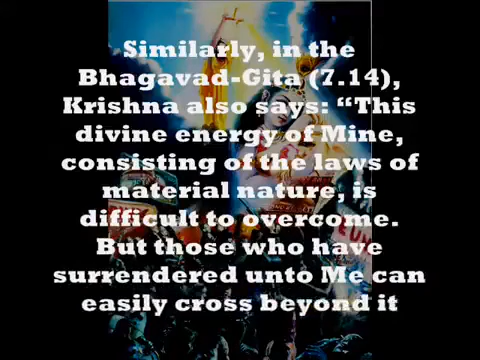 Similarly, in the
Bhagavad-Gita (7.14),
Krishna also says: “This
divine energy of Mine,
consisting of the laws of
material nature, is
difficult to overcome.
But those who have
surrendered unto Me can
easily cross beyond it